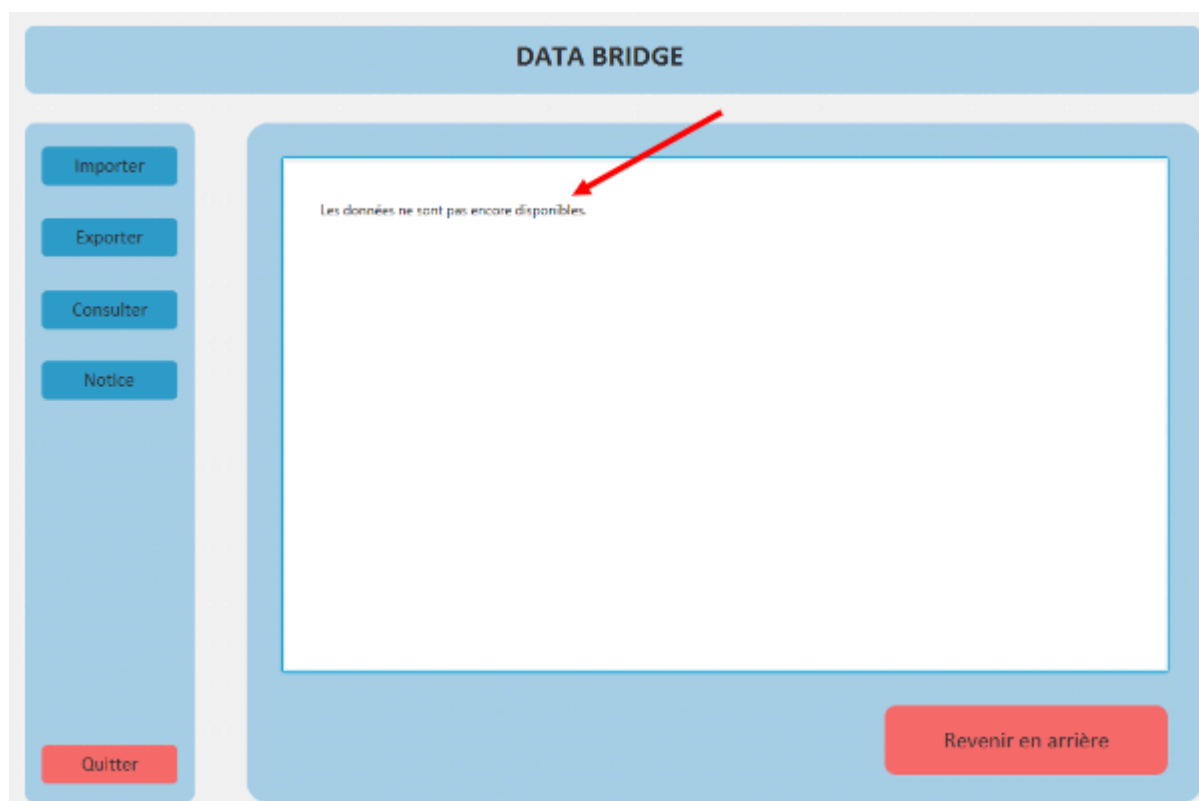 DATA BRIDGE
Importer
Exporter
Consulter
Notice
Quitter
Les données ne sont pas encore disponibles.
Revenir en arrière